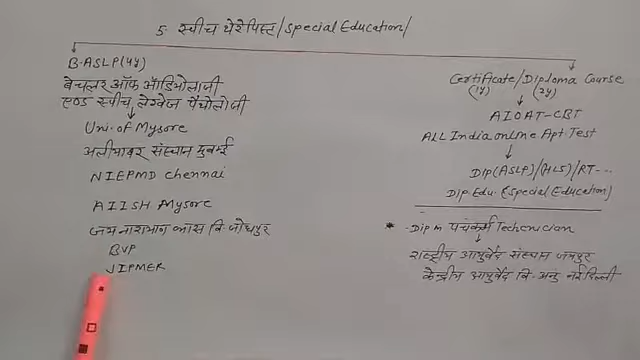 5. स्पीच थेरेपिस्ट/Special Education/
B.ASLP(4y)
बेचलर ऑफ ऑडियोलाजी
एण्ड स्पीच लेंग्वेज पैथोलोजी
Uni.of Mysore
अलीयावर संस्थान मुम्बई
NIEPMD Chennai
AIISH Mysore
जयनारायण व्यास वि. जोधपुर
BVP
JIPMER
Certificate/Diploma Course
(1y) (2y)
AIOAT-CBT
ALL India online Apt. Test
Dip(ASLP)/(HLS)/RT---
Dip Edu. (Special Education)
* Dip in पंचकर्म Techenician
राष्ट्रीय आयुर्वेद संस्थान जयपुर
केन्द्रीय आयुर्वेद वि. अनु नई दिल्ली